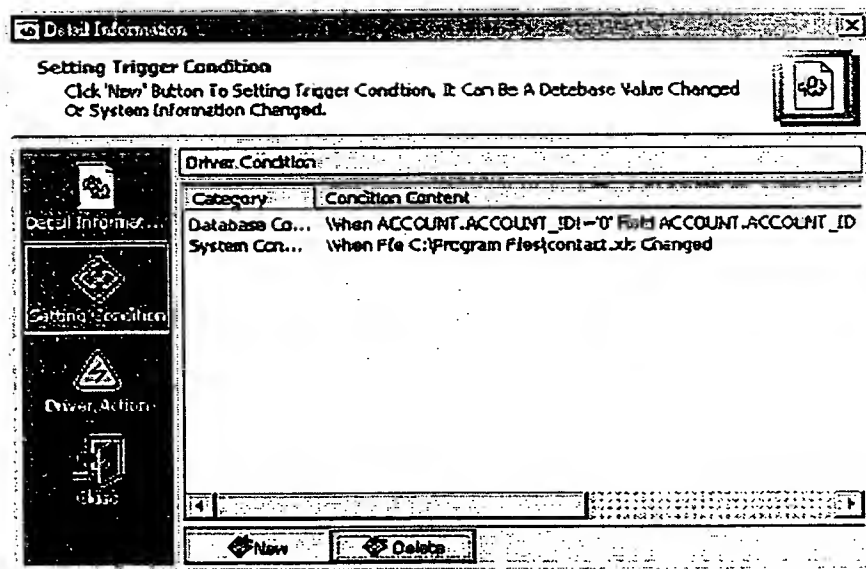 Detail Information
Setting Trigger Condition
Click 'New' Button To Setting Trigger Condtion, It Can Be A Detebase Value Changed
Or System Information Changed.
Driver Condition
Category
Condition Content
Detail Informat...
Database Co...
When ACCOUNT.ACCOUNT_ID!='0' Field ACCOUNT.ACCOUNT_ID
System Con...
When File C:\Program Files\contact.xls Changed
Setting Condition
Driver Action
Close
New
Delete